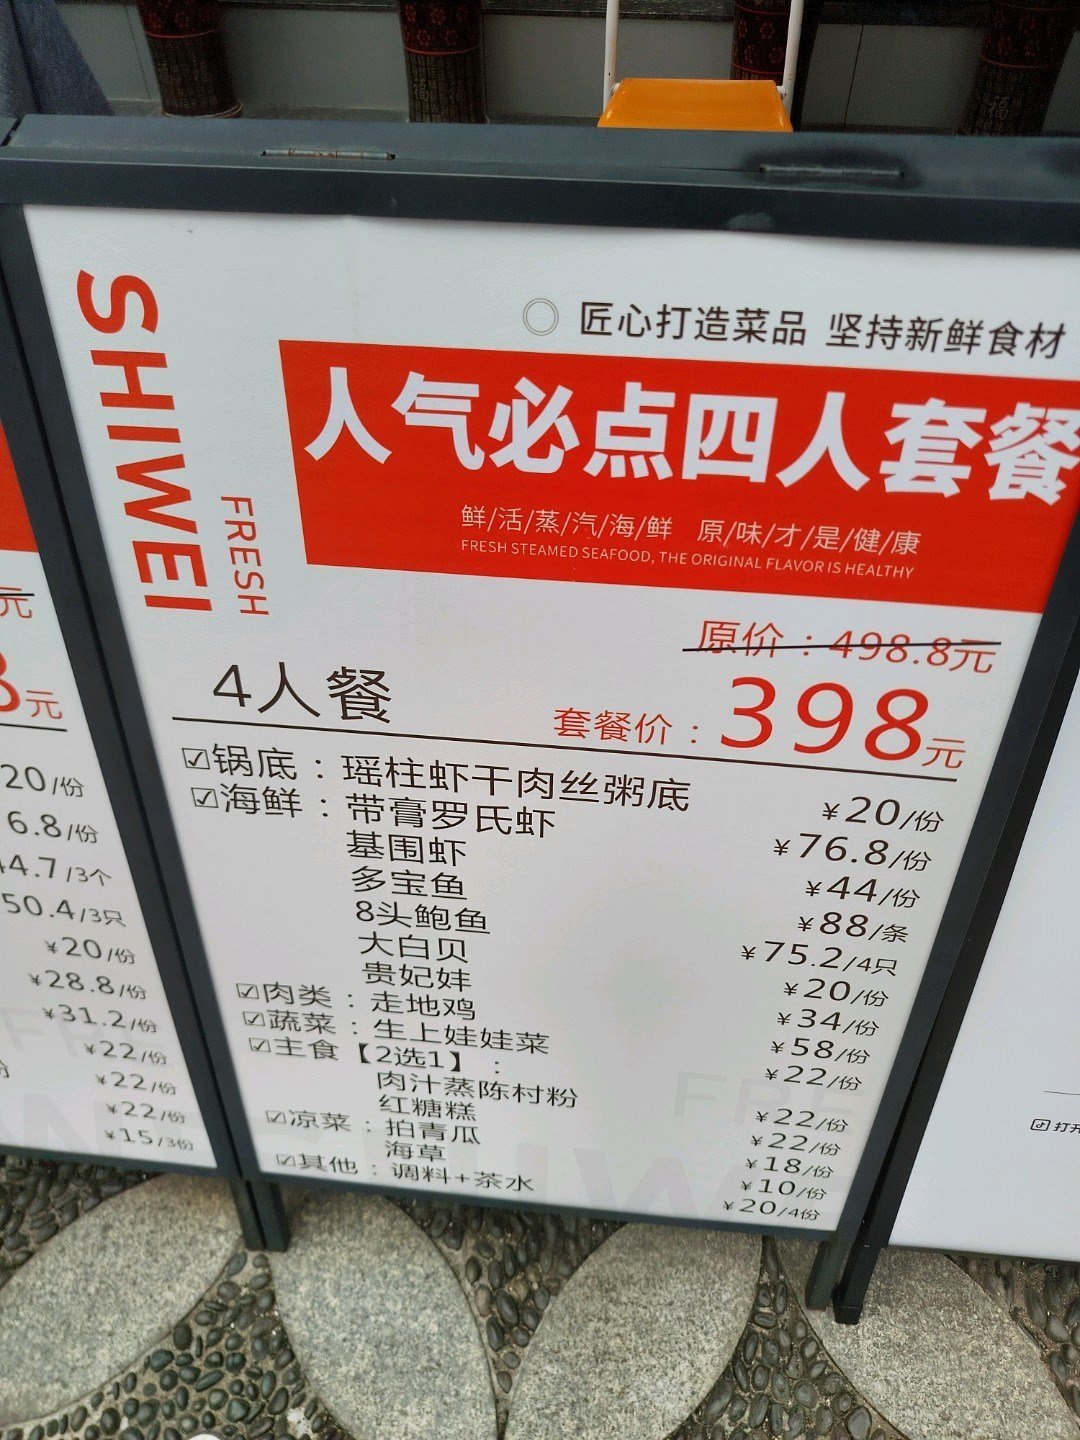 SHIWEI
FRESH
匠心打造菜品 坚持新鲜食材
人气必点四人套餐
鲜/活/蒸/汽/海/鲜 原/味/才/是/健/康
FRESH STEAMED SEAFOOD, THE ORIGINAL FLAVOR IS HEALTHY
原价：498.8元
4人餐
套餐价：398元
☑锅底：瑶柱虾干肉丝粥底 ¥20/份
☑海鲜：带膏罗氏虾 ¥76.8/份
基围虾 ¥44/份
多宝鱼 ¥88/条
8头鲍鱼 ¥75.2/4只
大白贝 ¥20/份
贵妃蚌 ¥34/份
☑肉类：走地鸡 ¥58/份
☑蔬菜：生上娃娃菜 ¥22/份
☑主食【2选1】：
肉汁蒸陈村粉 ¥22/份
红糖糕 ¥22/份
☑凉菜：拍青瓜 ¥18/份
海草 ¥10/份
☑其他：调料+茶水 ¥20/4份
元
8元
20/份
6.8/份
44.7/3个
50.4/3只
¥20/份
¥28.8/份
¥31.2/份
¥22/份
¥22/份
¥22/份
¥15/3份
打开